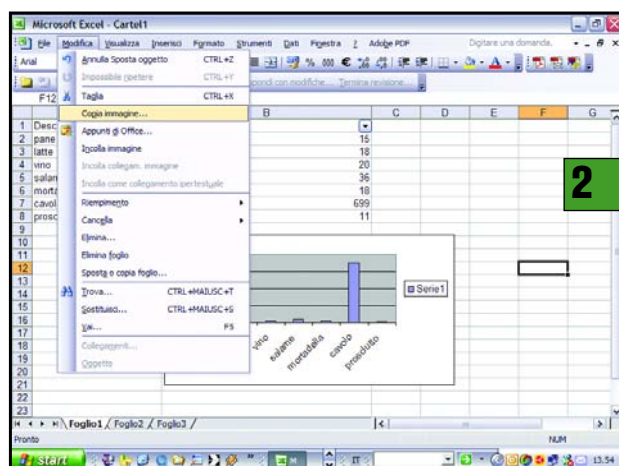 Microsoft Excel - Cartel1
File Modifica Visualizza Inserisci Formato Strumenti Dati Finestra ? Adobe PDF Digitare una domanda.
Arial
% 000 €
Annulla Sposta oggetto CTRL+Z
Impossibile ripetere CTRL+Y
Taglia CTRL+X
Copia immagine...
Appunti di Office...
Incolla immagine
Incolla collegam. immagine
Incolla come collegamento ipertestuale
Riempimento
Cancella
Elimina...
Elimina foglio
Sposta o copia foglio...
Trova... CTRL+MAIUSC+T
Sostituisci... CTRL+MAIUSC+S
Vai... F5
Collegamenti...
Oggetto
spondi con modifiche... Termina revisione...
F12
B C D E F G
1 Desc
2 pane 15
3 latte 18
4 vino 20
5 salam 36
6 morta 18
7 cavol 699
8 prosc 11
9
10
11
12
13
14
15
16
17
18
19
20
21
22
23
vino salame mortadella cavolo prosciutto
Serie1
2
Foglio1 Foglio2 Foglio3
Pronto NUM
start M IT 13.54